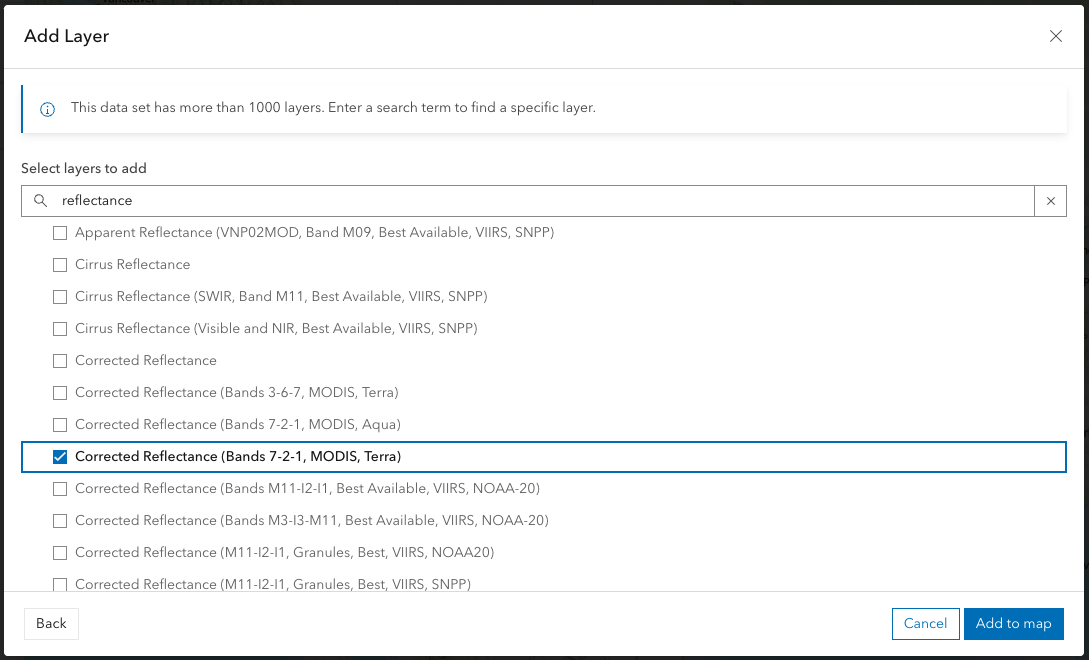 Vancouver
Add Layer
This data set has more than 1000 layers. Enter a search term to find a specific layer.
Select layers to add
reflectance
Apparent Reflectance (VNP02MOD, Band M09, Best Available, VIIRS, SNPP)
Cirrus Reflectance
Cirrus Reflectance (SWIR, Band M11, Best Available, VIIRS, SNPP)
Cirrus Reflectance (Visible and NIR, Best Available, VIIRS, SNPP)
Corrected Reflectance
Corrected Reflectance (Bands 3-6-7, MODIS, Terra)
Corrected Reflectance (Bands 7-2-1, MODIS, Aqua)
Corrected Reflectance (Bands 7-2-1, MODIS, Terra)
Corrected Reflectance (Bands M11-I2-I1, Best Available, VIIRS, NOAA-20)
Corrected Reflectance (Bands M3-I3-M11, Best Available, VIIRS, NOAA-20)
Corrected Reflectance (M11-I2-I1, Granules, Best, VIIRS, NOAA20)
Corrected Reflectance (M11-I2-I1, Granules, Best, VIIRS, SNPP)
Back
Cancel
Add to map